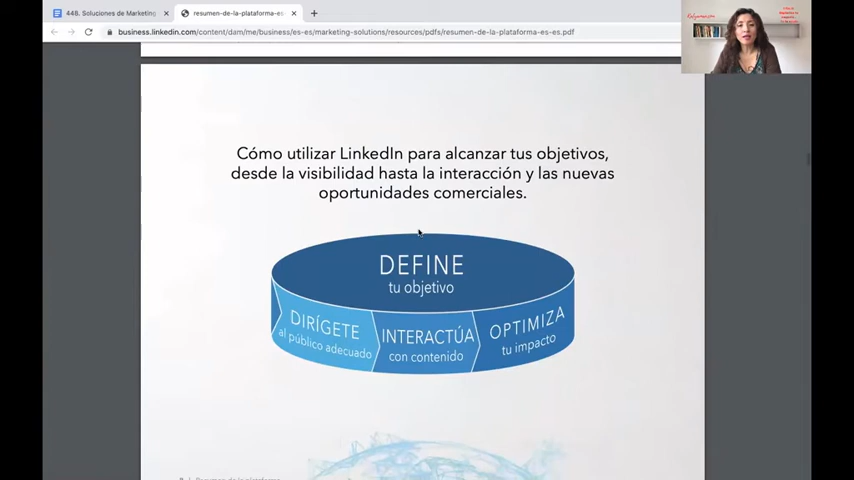 448. Soluciones de Marketing
resumen-de-la-plataforma-es-
business.linkedin.com/content/dam/me/business/es-es/marketing-solutions/resources/pdfs/resumen-de-la-plataforma-es-es.pdf
Cómo utilizar LinkedIn para alcanzar tus objetivos,
desde la visibilidad hasta la interacción y las nuevas
oportunidades comerciales.
DEFINE
tu objetivo
DIRÍGETE
al público adecuado
INTERACTÚA
con contenido
OPTIMIZA
tu impacto